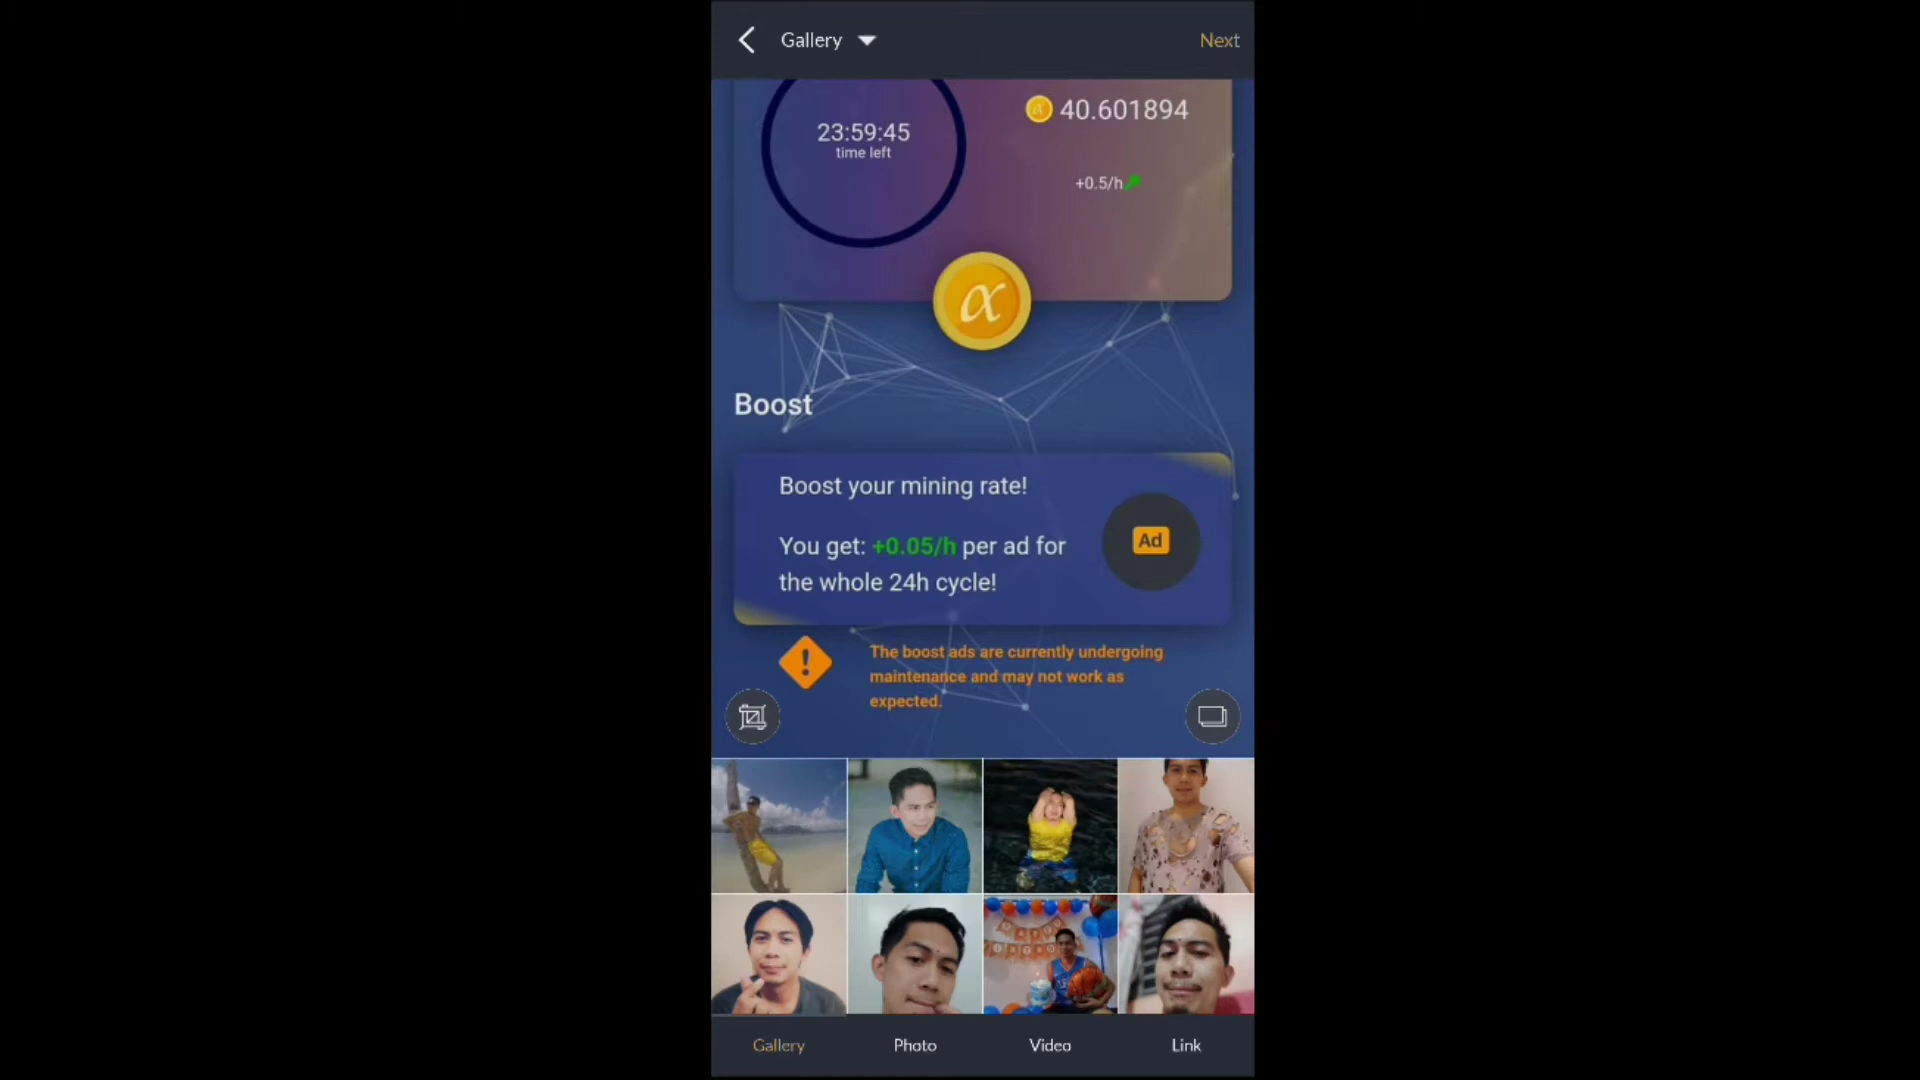 Gallery
Next
23:59:45
time left
40.601894
+0.5/h
α
Boost
Boost your mining rate!
You get: +0.05/h per ad for
the whole 24h cycle!
Ad
The boost ads are currently undergoing
maintenance and may not work as
expected.
Gallery
Photo
Video
Link